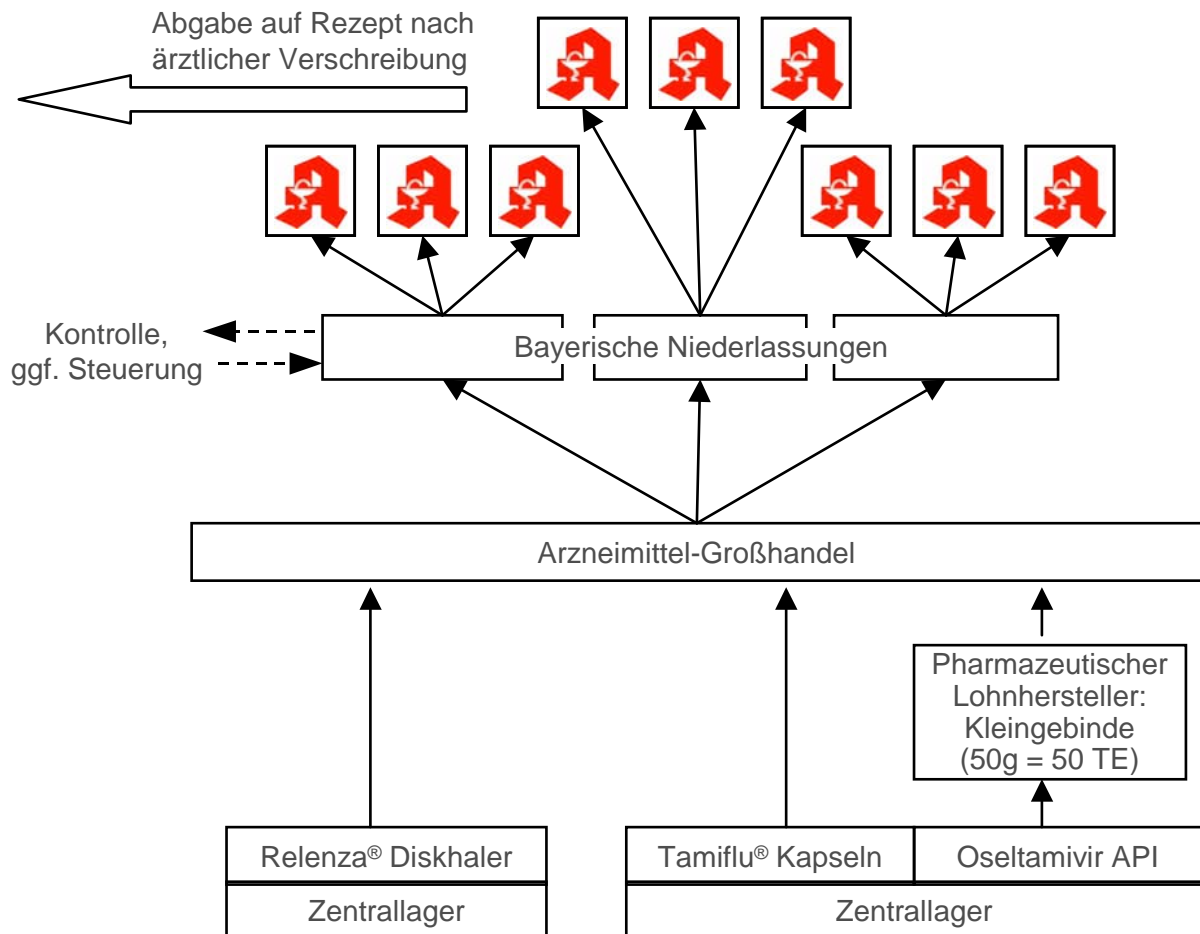 Abgabe auf Rezept nach
ärztlicher Verschreibung
Kontrolle,
ggf. Steuerung
Bayerische Niederlassungen
Arzneimittel-Großhandel
Pharmazeutischer
Lohnhersteller:
Kleingebinde
(50g = 50 TE)
Relenza® Diskhaler
Tamiflu® Kapseln
Oseltamivir API
Zentrallager
Zentrallager